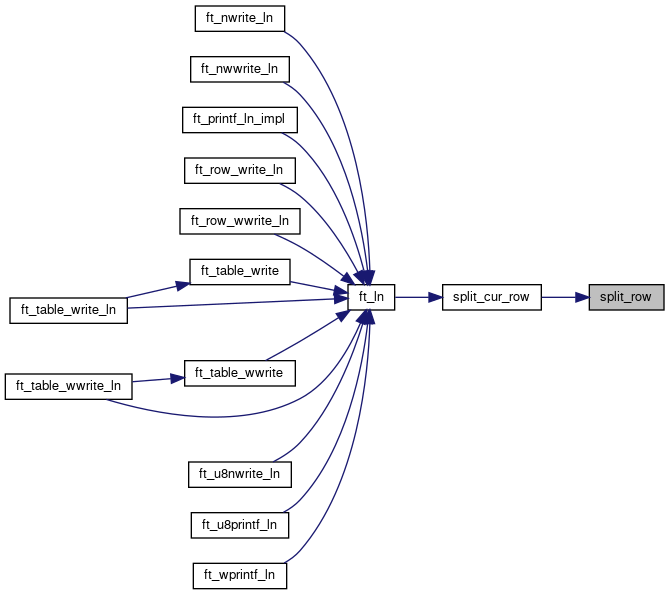 ft_nwrite_ln
ft_nwwrite_ln
ft_printf_ln_impl
ft_row_write_ln
ft_row_wwrite_ln
ft_table_write
ft_table_write_ln
ft_ln
split_cur_row
split_row
ft_table_wwrite
ft_table_wwrite_ln
ft_u8nwrite_ln
ft_u8printf_ln
ft_wprintf_ln